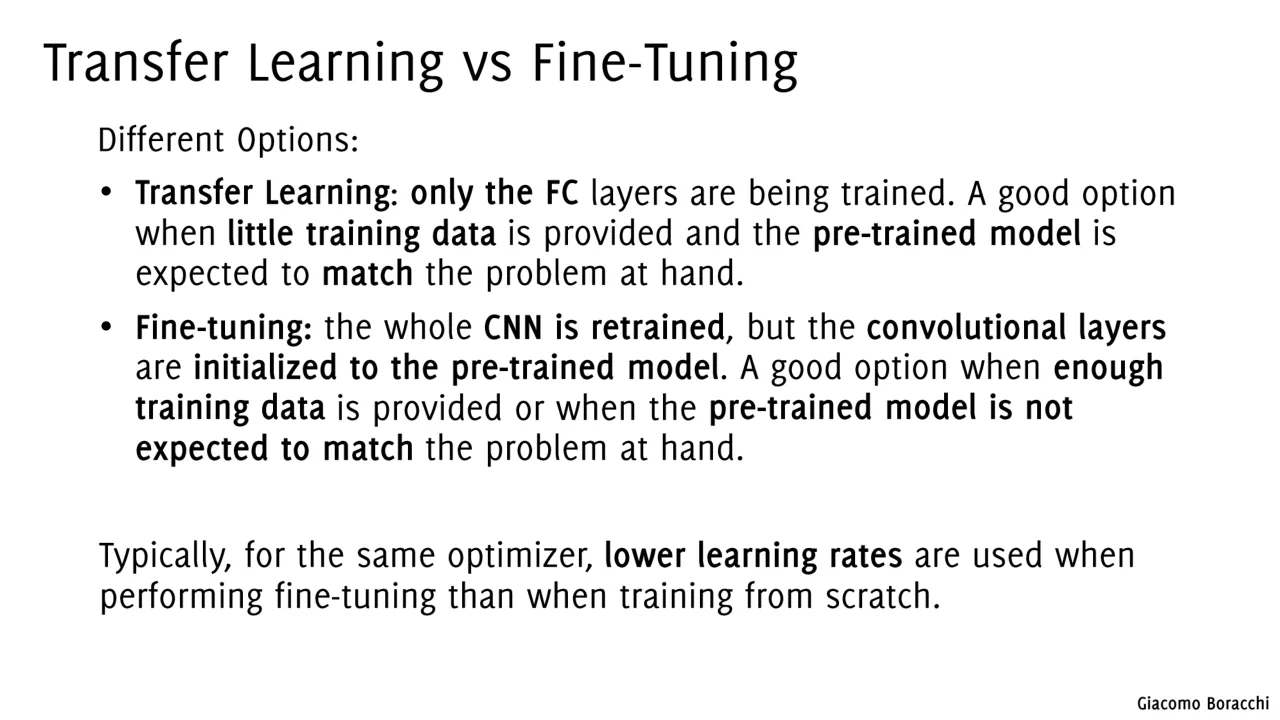 Transfer Learning vs Fine-Tuning
Different Options:
• Transfer Learning: only the FC layers are being trained. A good option
when little training data is provided and the pre-trained model is
expected to match the problem at hand.
• Fine-tuning: the whole CNN is retrained, but the convolutional layers
are initialized to the pre-trained model. A good option when enough
training data is provided or when the pre-trained model is not
expected to match the problem at hand.
Typically, for the same optimizer, lower learning rates are used when
performing fine-tuning than when training from scratch.
Giacomo Boracchi